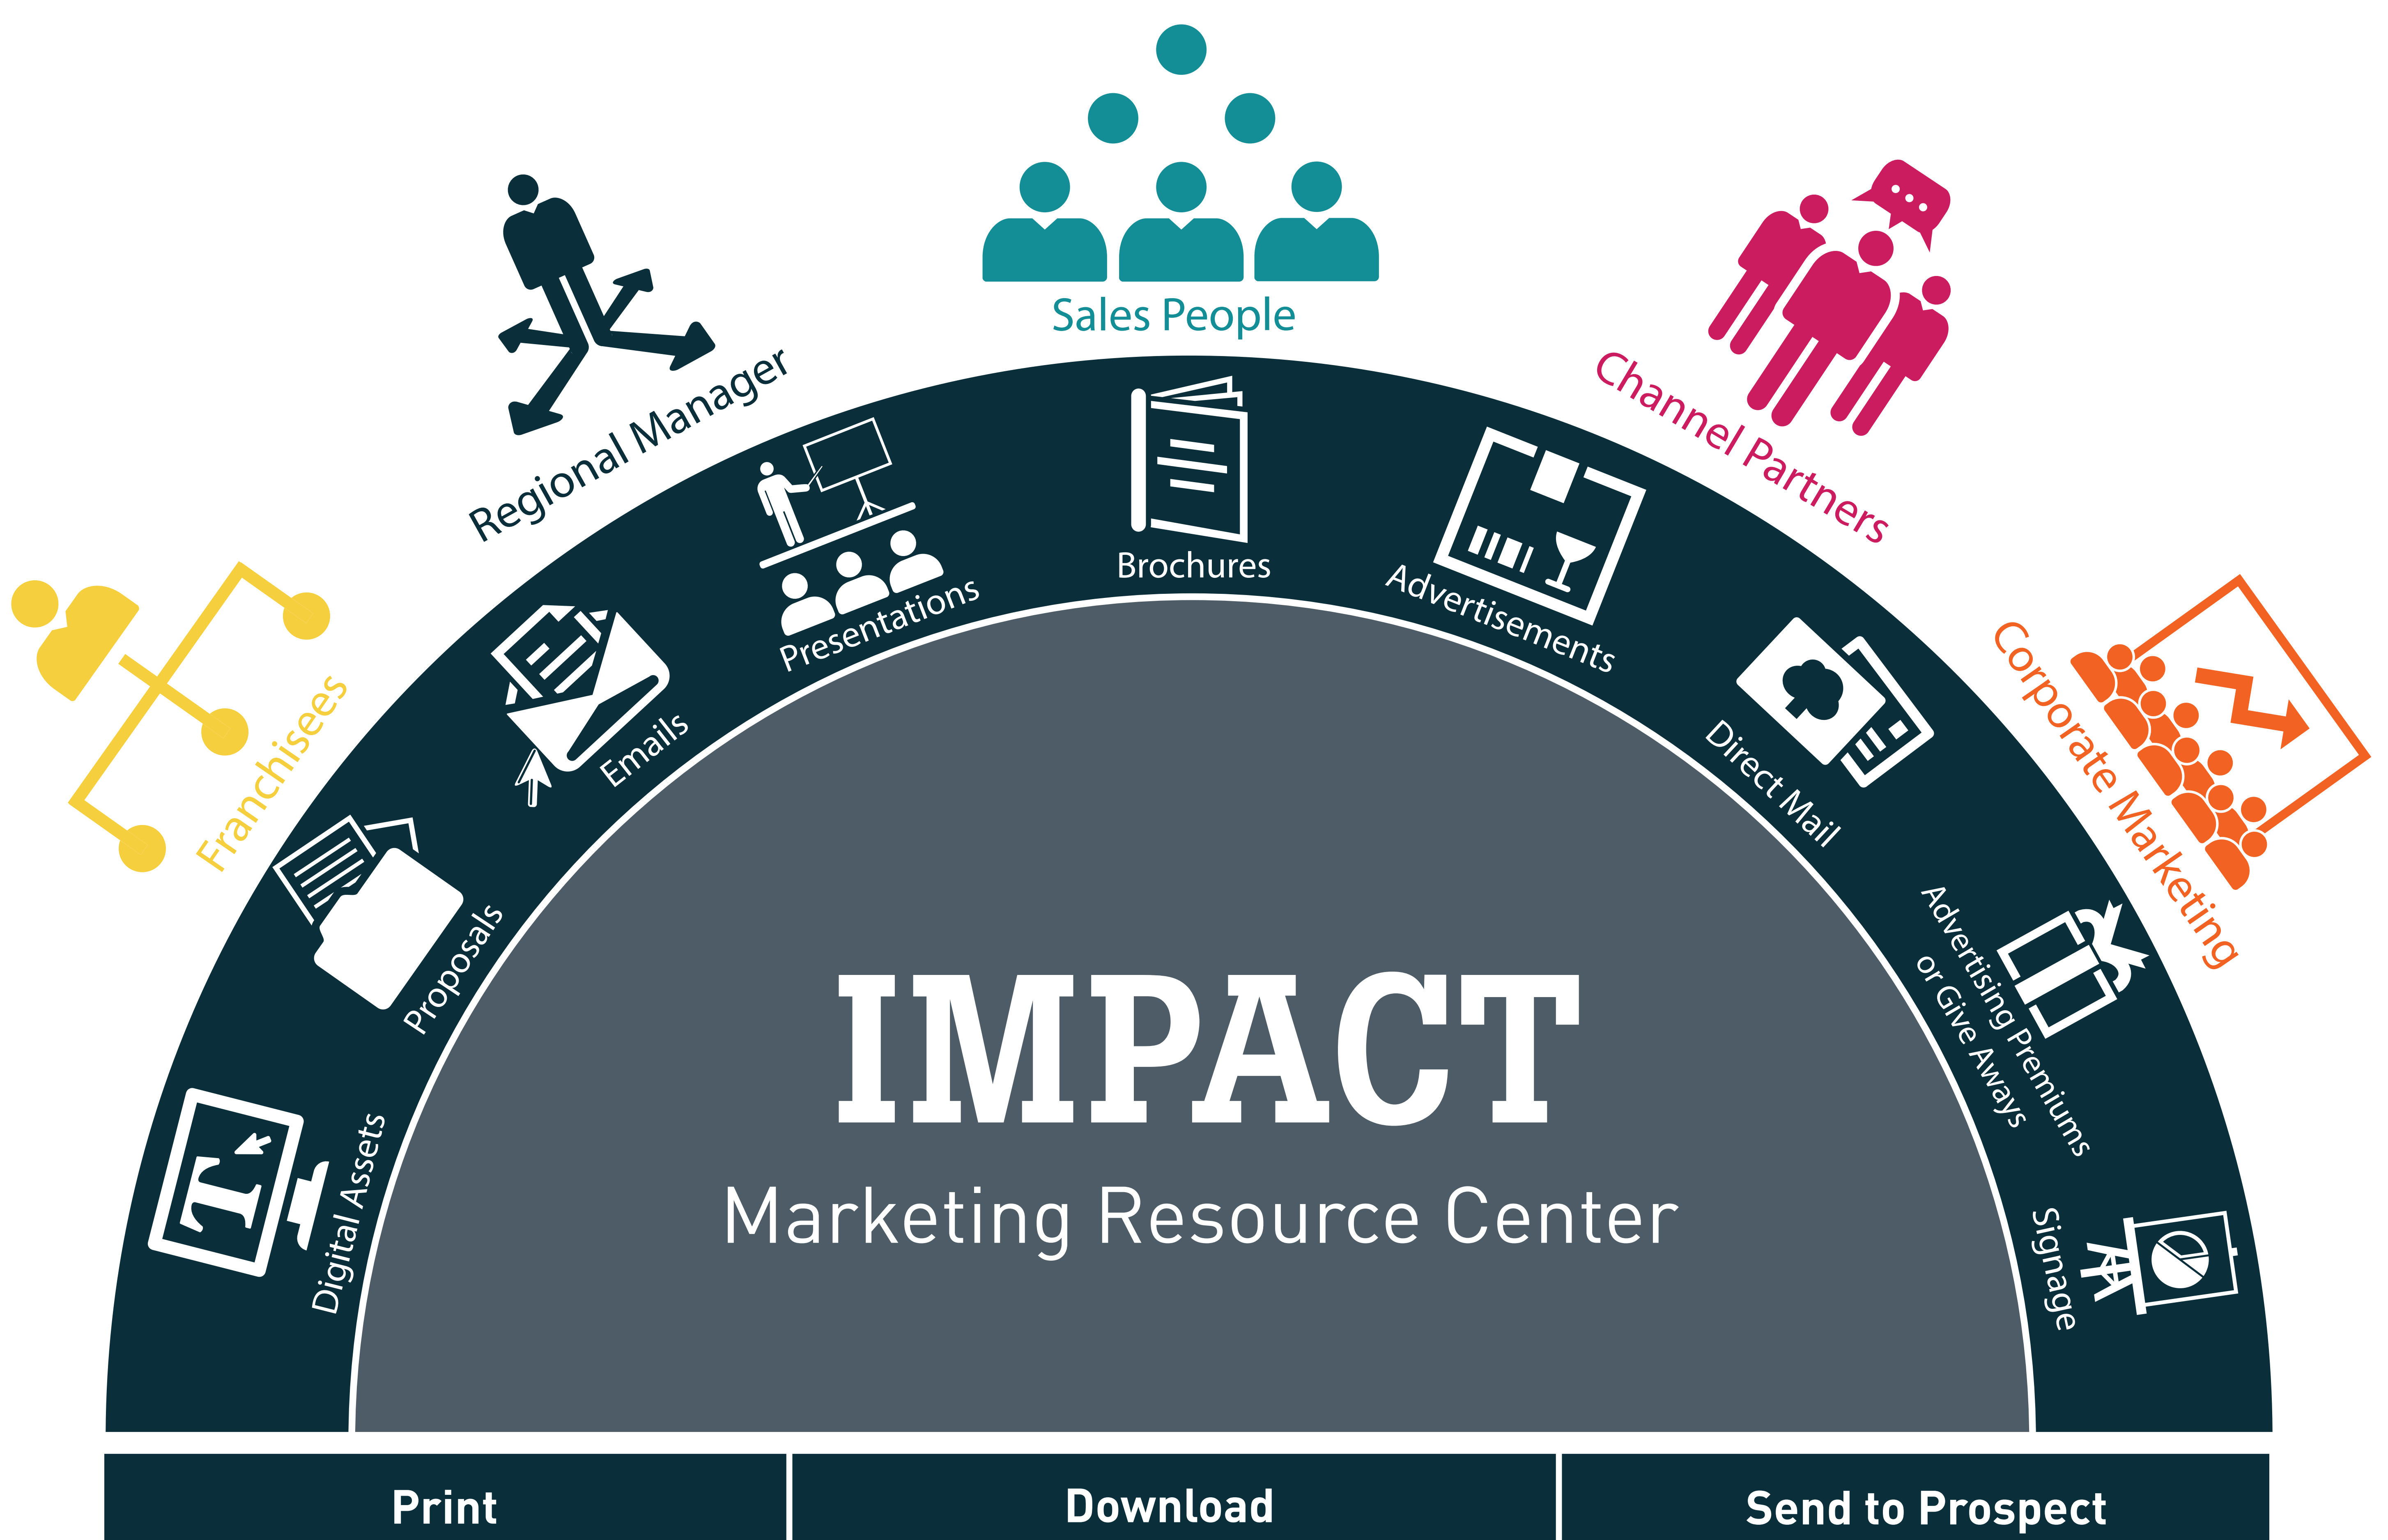 Sales People
Regional Manager
Channel Partners
Franchisees
Corporate Marketing
Digital Assets
Proposals
Emails
Presentations
Brochures
Advertisements
Direct Mail
Advertising Premiums
or Give Aways
Signage
IMPACT
Marketing Resource Center
Print
Download
Send to Prospect